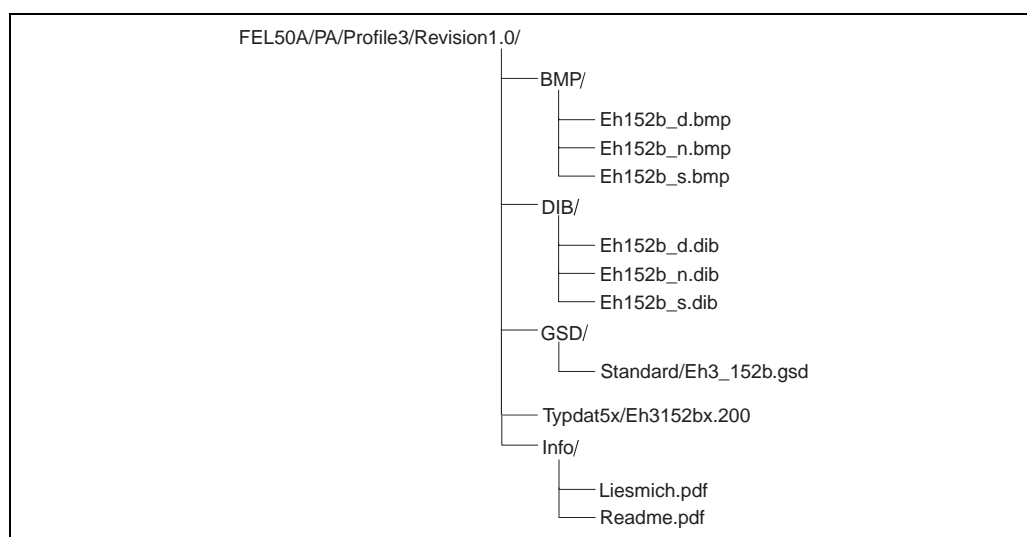 FEL50A/PA/Profile3/Revision1.0/
BMP/
Eh152b_d.bmp
Eh152b_n.bmp
Eh152b_s.bmp
DIB/
Eh152b_d.dib
Eh152b_n.dib
Eh152b_s.dib
GSD/
Standard/Eh3_152b.gsd
Typdat5x/Eh3152bx.200
Info/
Liesmich.pdf
Readme.pdf